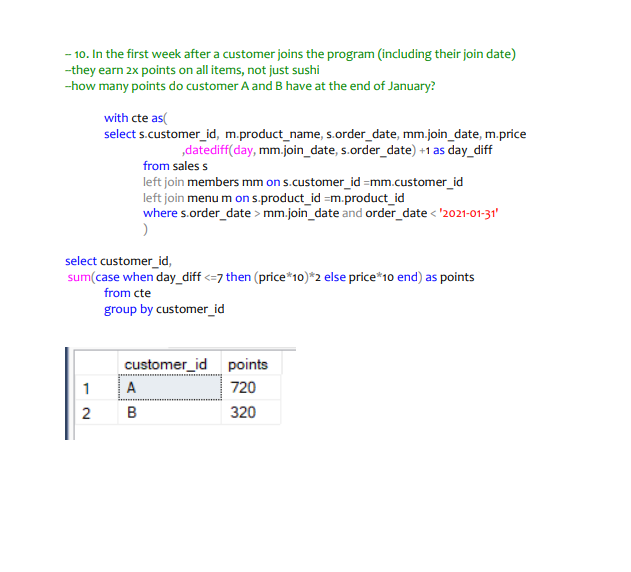 -- 10. In the first week after a customer joins the program (including their join date)
--they earn 2x points on all items, not just sushi
--how many points do customer A and B have at the end of January?
with cte as(
select s.customer_id, m.product_name, s.order_date, mm.join_date, m.price
,datediff(day, mm.join_date, s.order_date) +1 as day_diff
from sales s
left join members mm on s.customer_id =mm.customer_id
left join menu m on s.product_id =m.product_id
where s.order_date > mm.join_date and order_date < '2021-01-31'
)
select customer_id,
sum(case when day_diff <=7 then (price*10)*2 else price*10 end) as points
from cte
group by customer_id
customer_id points
1 A 720
2 B 320